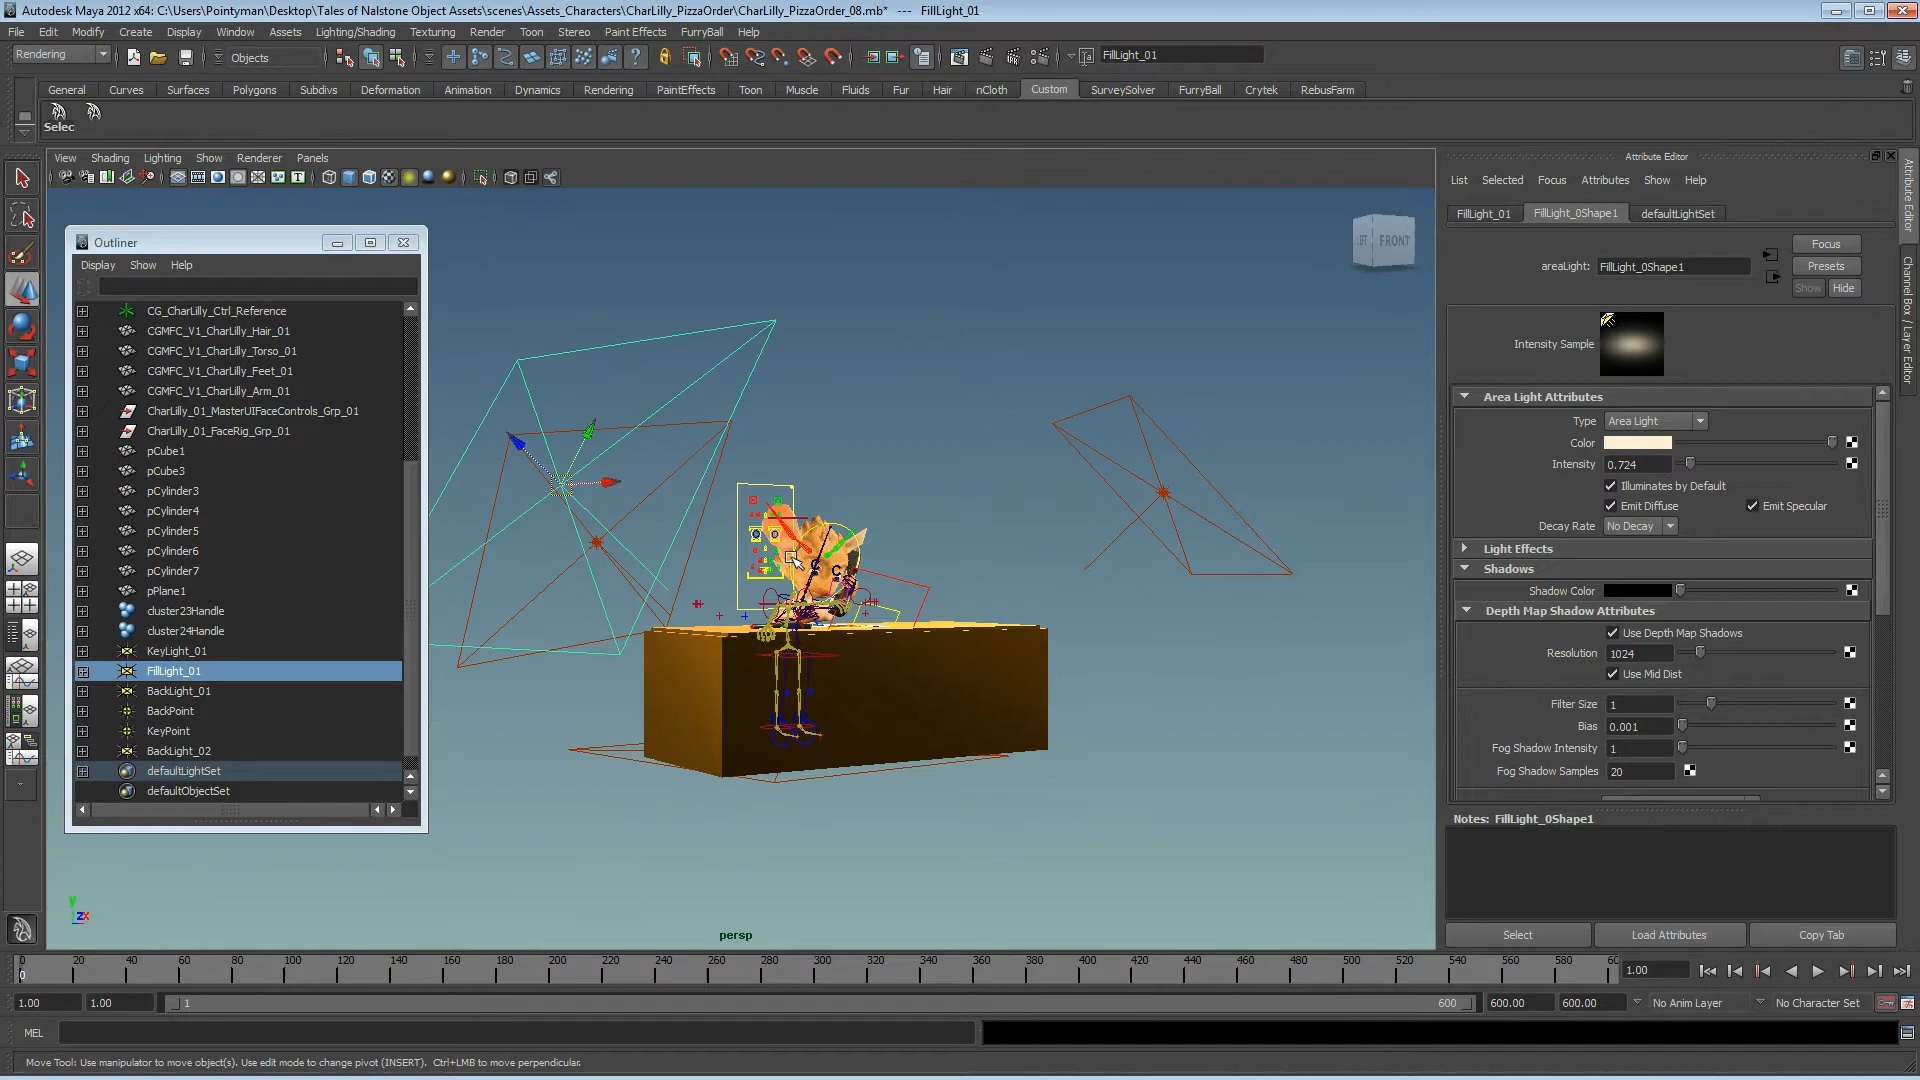 Autodesk Maya 2012 x64: C:\Users\Pointyman\Desktop\Tales of Nalstone Object Assets\scenes\Assets_Characters\CharLilly_PizzaOrder\CharLilly_PizzaOrder_08.mb* --- FillLight_01
File Edit Modify Create Display Window Assets Lighting/Shading Texturing Render Toon Stereo Paint Effects FurryBall Help
Rendering Objects FillLight_01
General Curves Surfaces Polygons Subdivs Deformation Animation Dynamics Rendering PaintEffects Toon Muscle Fluids Fur Hair nCloth Custom SurveySolver FurryBall Crytek RebusFarm
Selec
View Shading Lighting Show Renderer Panels
Outliner
Display Show Help
CG_CharLilly_Ctrl_Reference
CGMFC_V1_CharLilly_Hair_01
CGMFC_V1_CharLilly_Torso_01
CGMFC_V1_CharLilly_Feet_01
CGMFC_V1_CharLilly_Arm_01
CharLilly_01_MasterUIFaceControls_Grp_01
CharLilly_01_FaceRig_Grp_01
pCube1
pCube3
pCylinder3
pCylinder4
pCylinder5
pCylinder6
pCylinder7
pPlane1
cluster23Handle
cluster24Handle
KeyLight_01
FillLight_01
BackLight_01
BackPoint
KeyPoint
BackLight_02
defaultLightSet
defaultObjectSet
FRONT
persp
y
zx
Attribute Editor
List Selected Focus Attributes Show Help
FillLight_01 FillLight_0Shape1 defaultLightSet
areaLight: FillLight_0Shape1
Focus
Presets
Show Hide
Intensity Sample
Area Light Attributes
Type Area Light
Color
Intensity 0.724
Illuminates by Default
Emit Diffuse Emit Specular
Decay Rate No Decay
Light Effects
Shadows
Shadow Color
Depth Map Shadow Attributes
Use Depth Map Shadows
Resolution 1024
Use Mid Dist
Filter Size 1
Bias 0.001
Fog Shadow Intensity 1
Fog Shadow Samples 20
Notes: FillLight_0Shape1
Select Load Attributes Copy Tab
Attribute Editor
Channel Box / Layer Editor
0 20 40 60 80 100 120 140 160 180 200 220 240 260 280 300 320 340 360 380 400 420 440 460 480 500 520 540 560 580 60
0
1.00
1.00 1.00 1 600 600.00 600.00 No Anim Layer No Character Set
MEL
Move Tool: Use manipulator to move object(s). Use edit mode to change pivot (INSERT). Ctrl+LMB to move perpendicular.